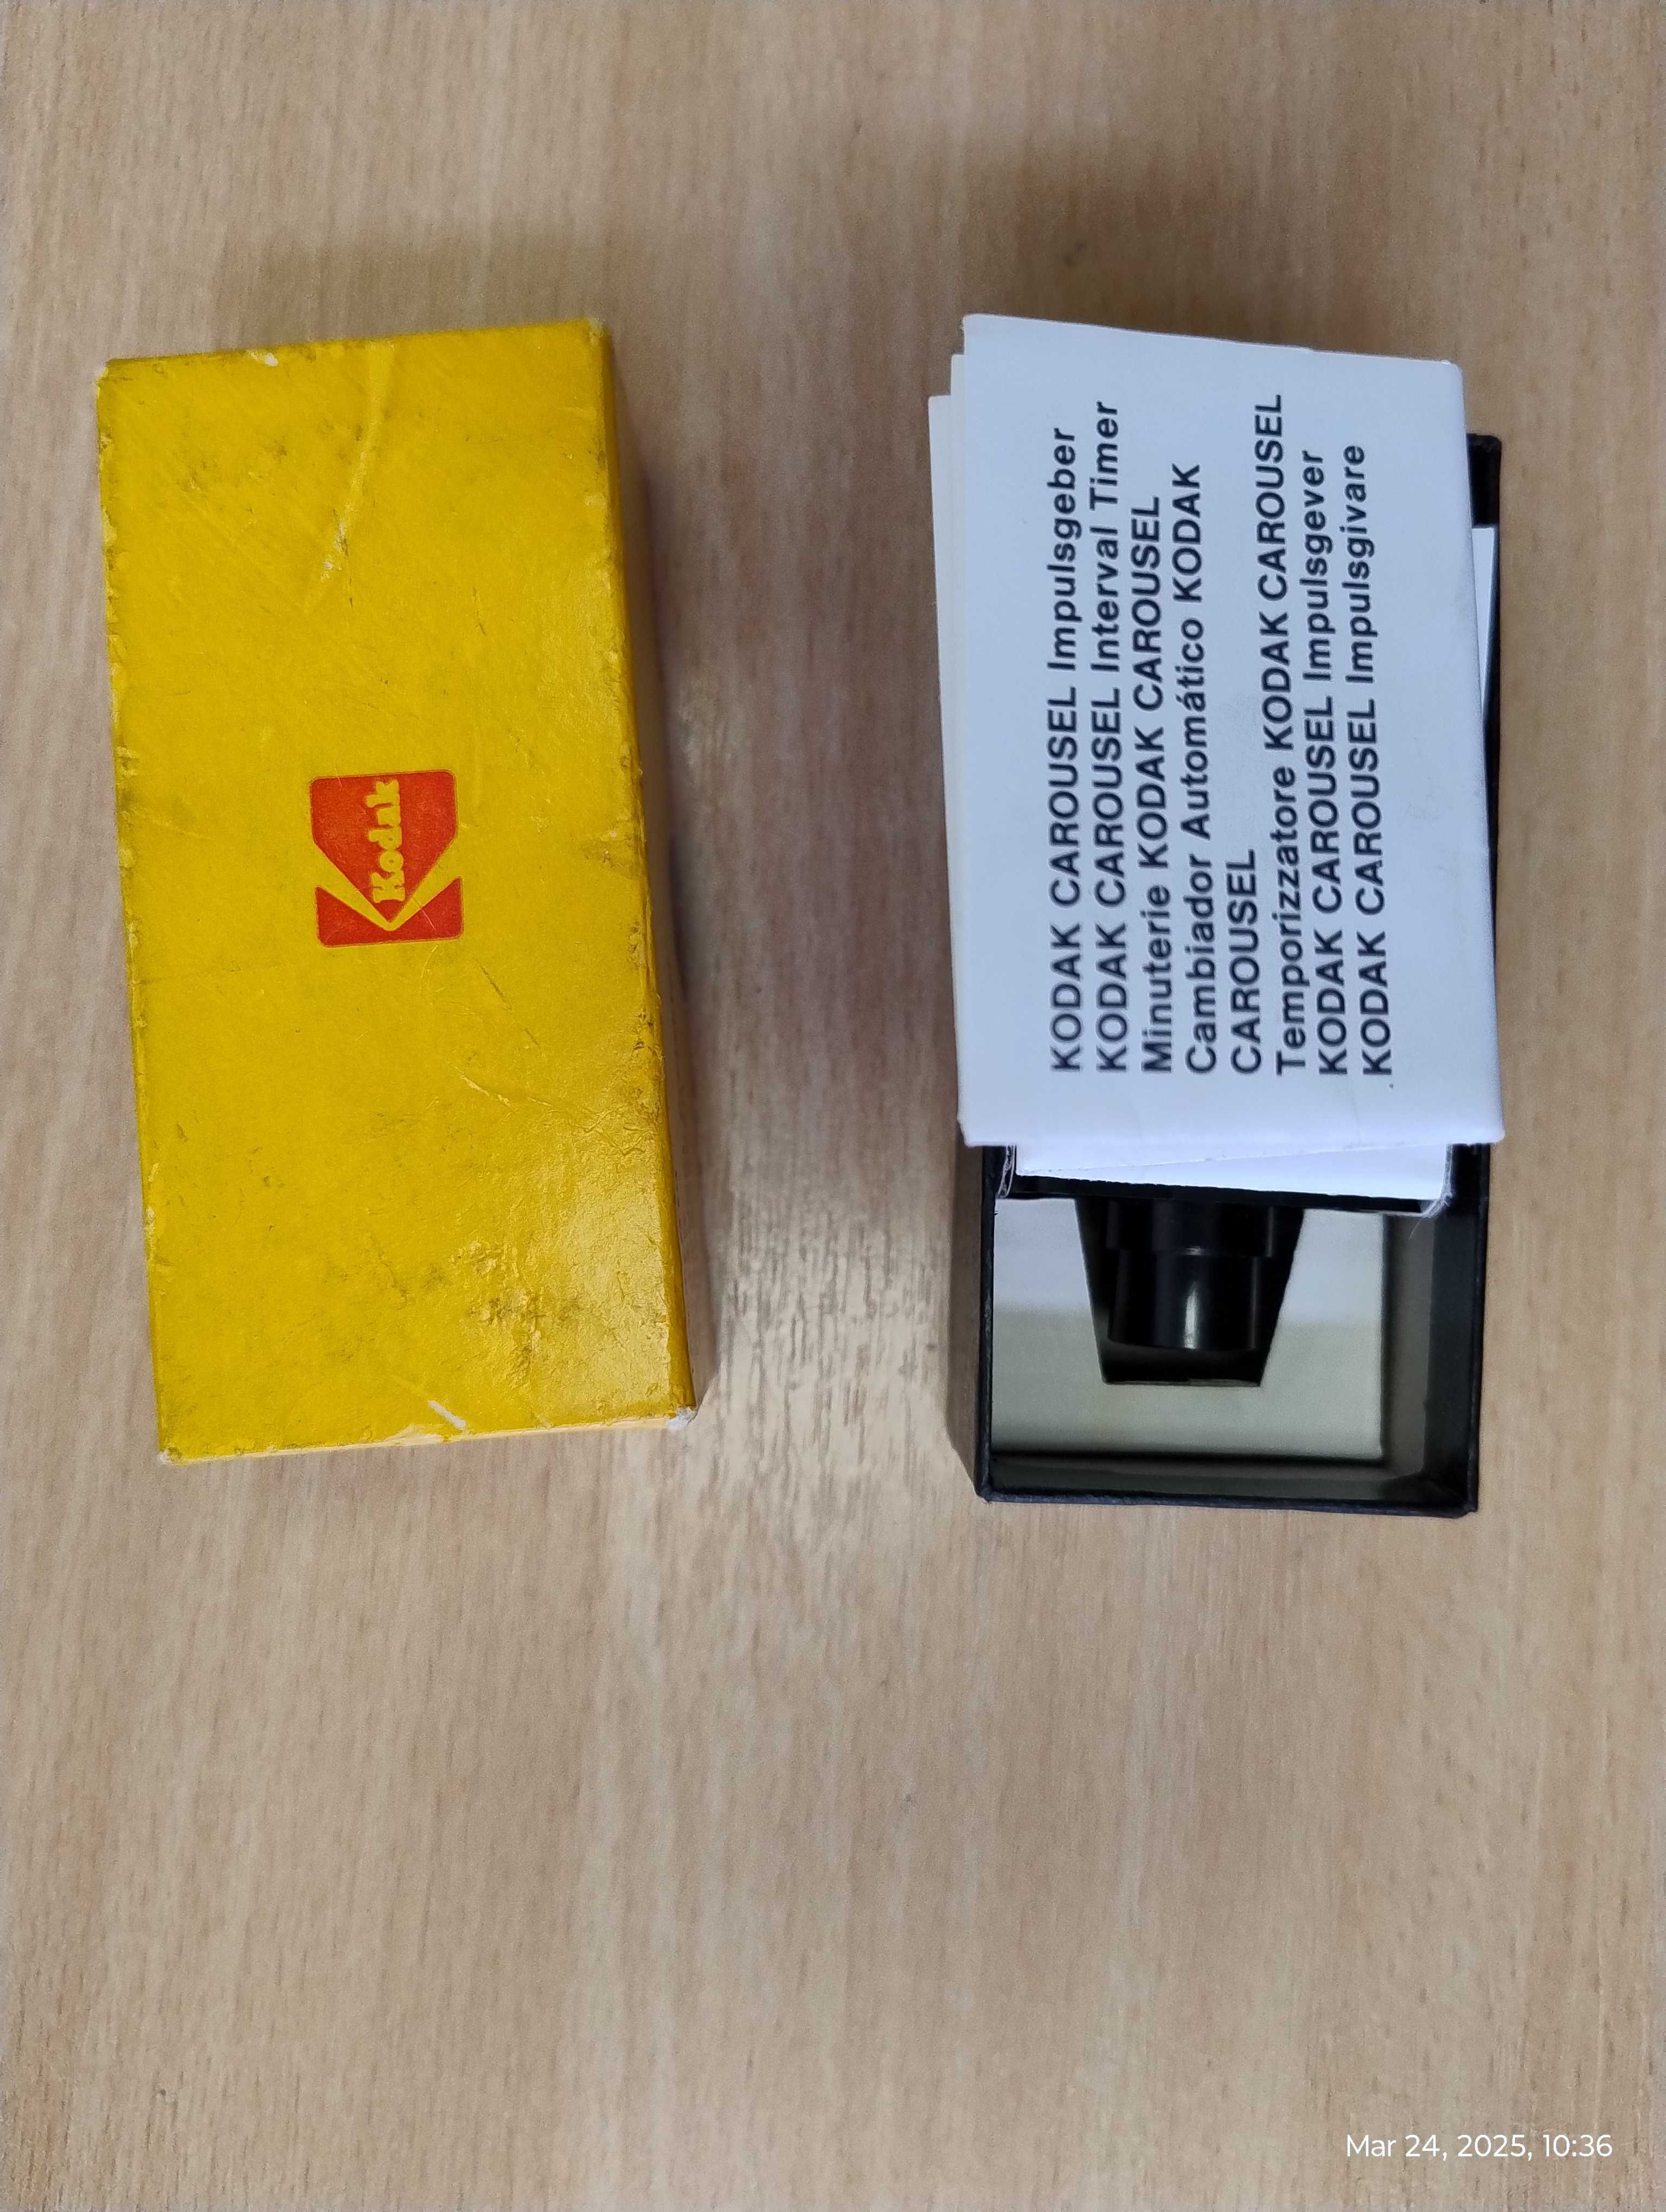 Kodak
KODAK CAROUSEL Impulsgeber
KODAK CAROUSEL Interval Timer
Minuterie KODAK CAROUSEL
Cambiador Automático KODAK
CAROUSEL
Temporizzatore KODAK CAROUSEL
KODAK CAROUSEL Impulsgever
KODAK CAROUSEL Impulsgivare
Mar 24, 2025, 10:36